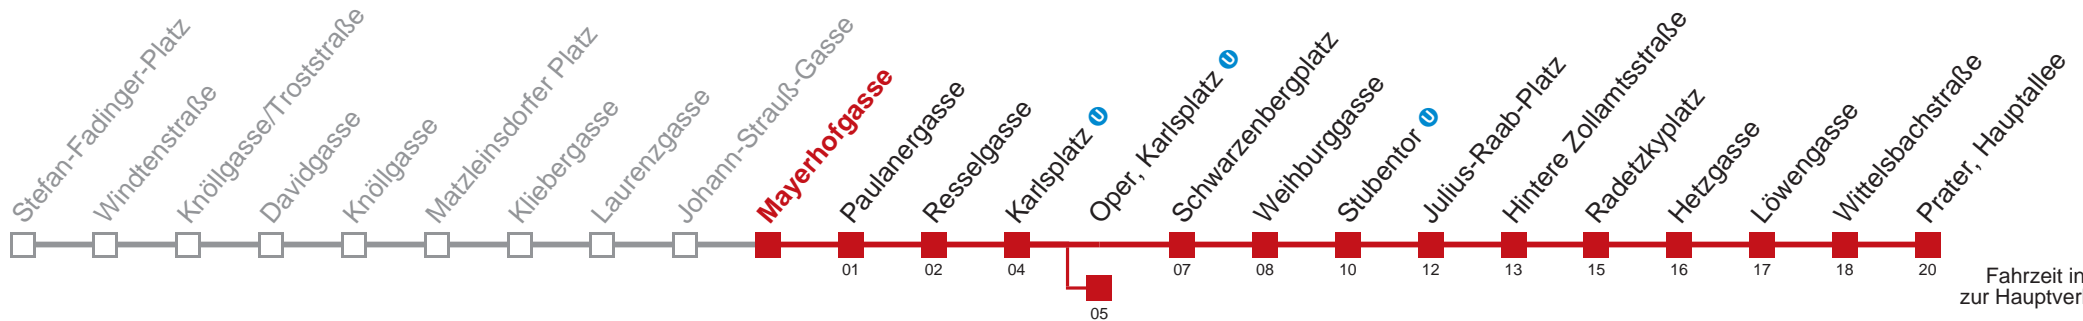 Stefan-Fadinger-Platz
Windtenstraße
Knöllgasse/Troststraße
Davidgasse
Knöllgasse
Matzleinsdorfer Platz
Kliebergasse
Laurenzgasse
Johann-Strauß-Gasse
Mayerhofgasse
Paulanergasse
Resselgasse
Karlsplatz U
Oper, Karlsplatz U
Schwarzenbergplatz
Weihburggasse
Stubentor U
Julius-Raab-Platz
Hintere Zollamtsstraße
Radetzkyplatz
Hetzgasse
Löwengasse
Wittelsbachstraße
Prater, Hauptallee
01 02 04 07 08 10 12 13 15 16 17 18 20
05
Fahrzeit in
zur Hauptver